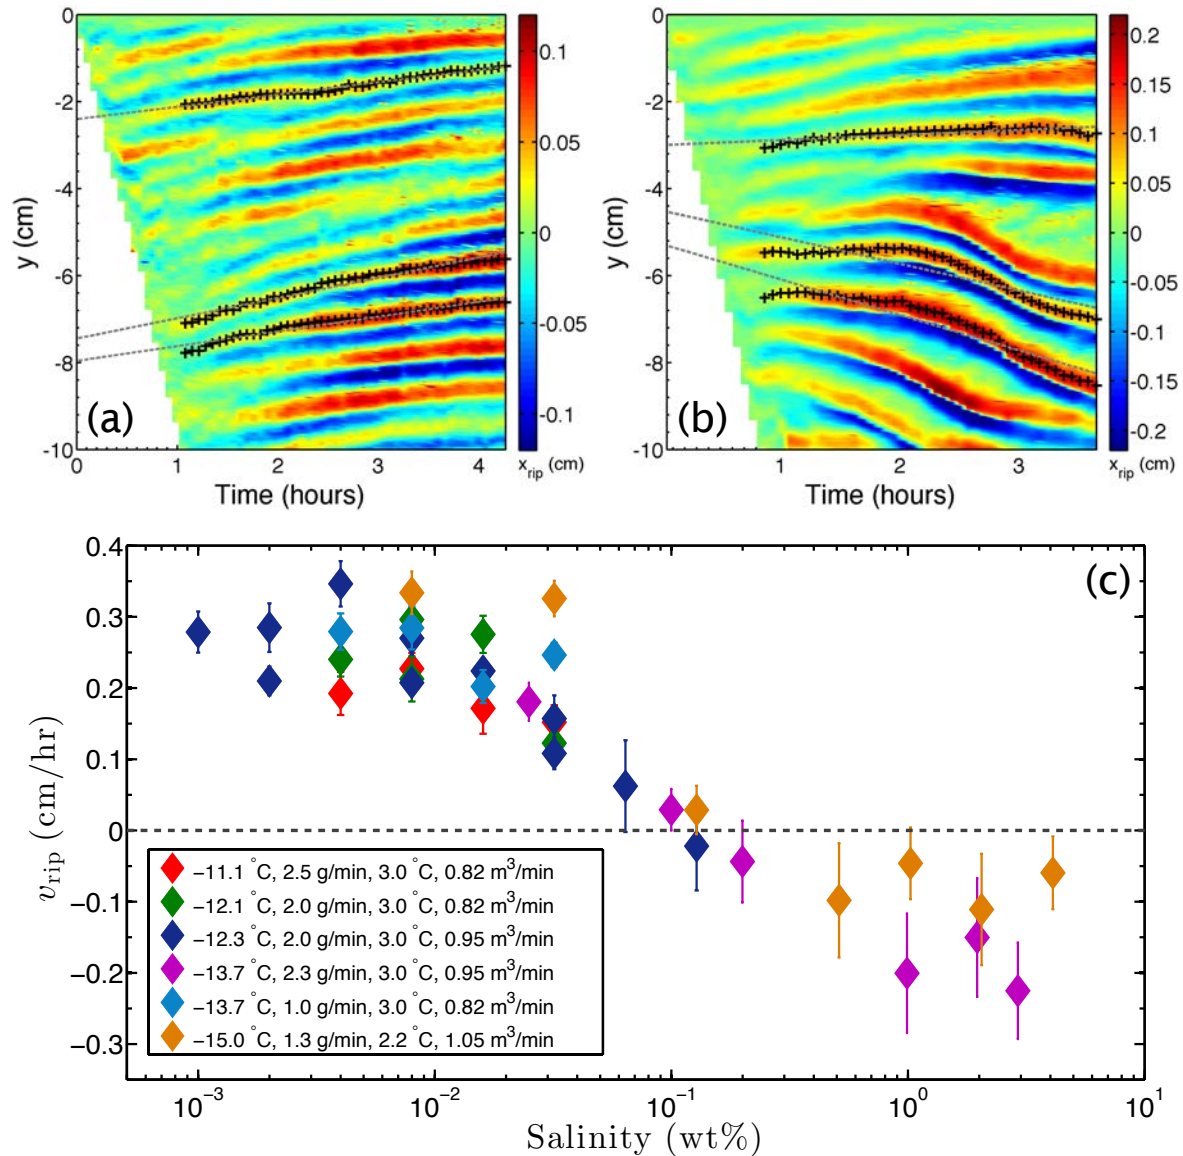 0
-2
-4
-6
-8
-10
y (cm)
(a)
0 1 2 3 4
Time (hours)
0.1
0.05
0
-0.05
-0.1
x_rip (cm)
0
-2
-4
-6
-8
-10
y (cm)
(b)
1 2 3
Time (hours)
0.2
0.15
0.1
0.05
0
-0.05
-0.1
-0.15
-0.2
x_rip (cm)
0.4
0.3
0.2
0.1
0
−0.1
−0.2
−0.3
v_rip (cm/hr)
(c)
−11.1 °C, 2.5 g/min, 3.0 °C, 0.82 m³/min
−12.1 °C, 2.0 g/min, 3.0 °C, 0.82 m³/min
−12.3 °C, 2.0 g/min, 3.0 °C, 0.95 m³/min
−13.7 °C, 2.3 g/min, 3.0 °C, 0.95 m³/min
−13.7 °C, 1.0 g/min, 3.0 °C, 0.82 m³/min
−15.0 °C, 1.3 g/min, 2.2 °C, 1.05 m³/min
10⁻³ 10⁻² 10⁻¹ 10⁰ 10¹
Salinity (wt%)